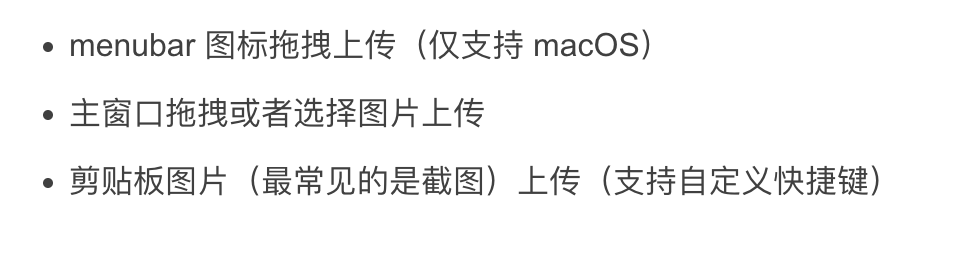 • menubar 图标拖拽上传（仅支持 macOS）
• 主窗口拖拽或者选择图片上传
• 剪贴板图片（最常见的是截图）上传（支持自定义快捷键）